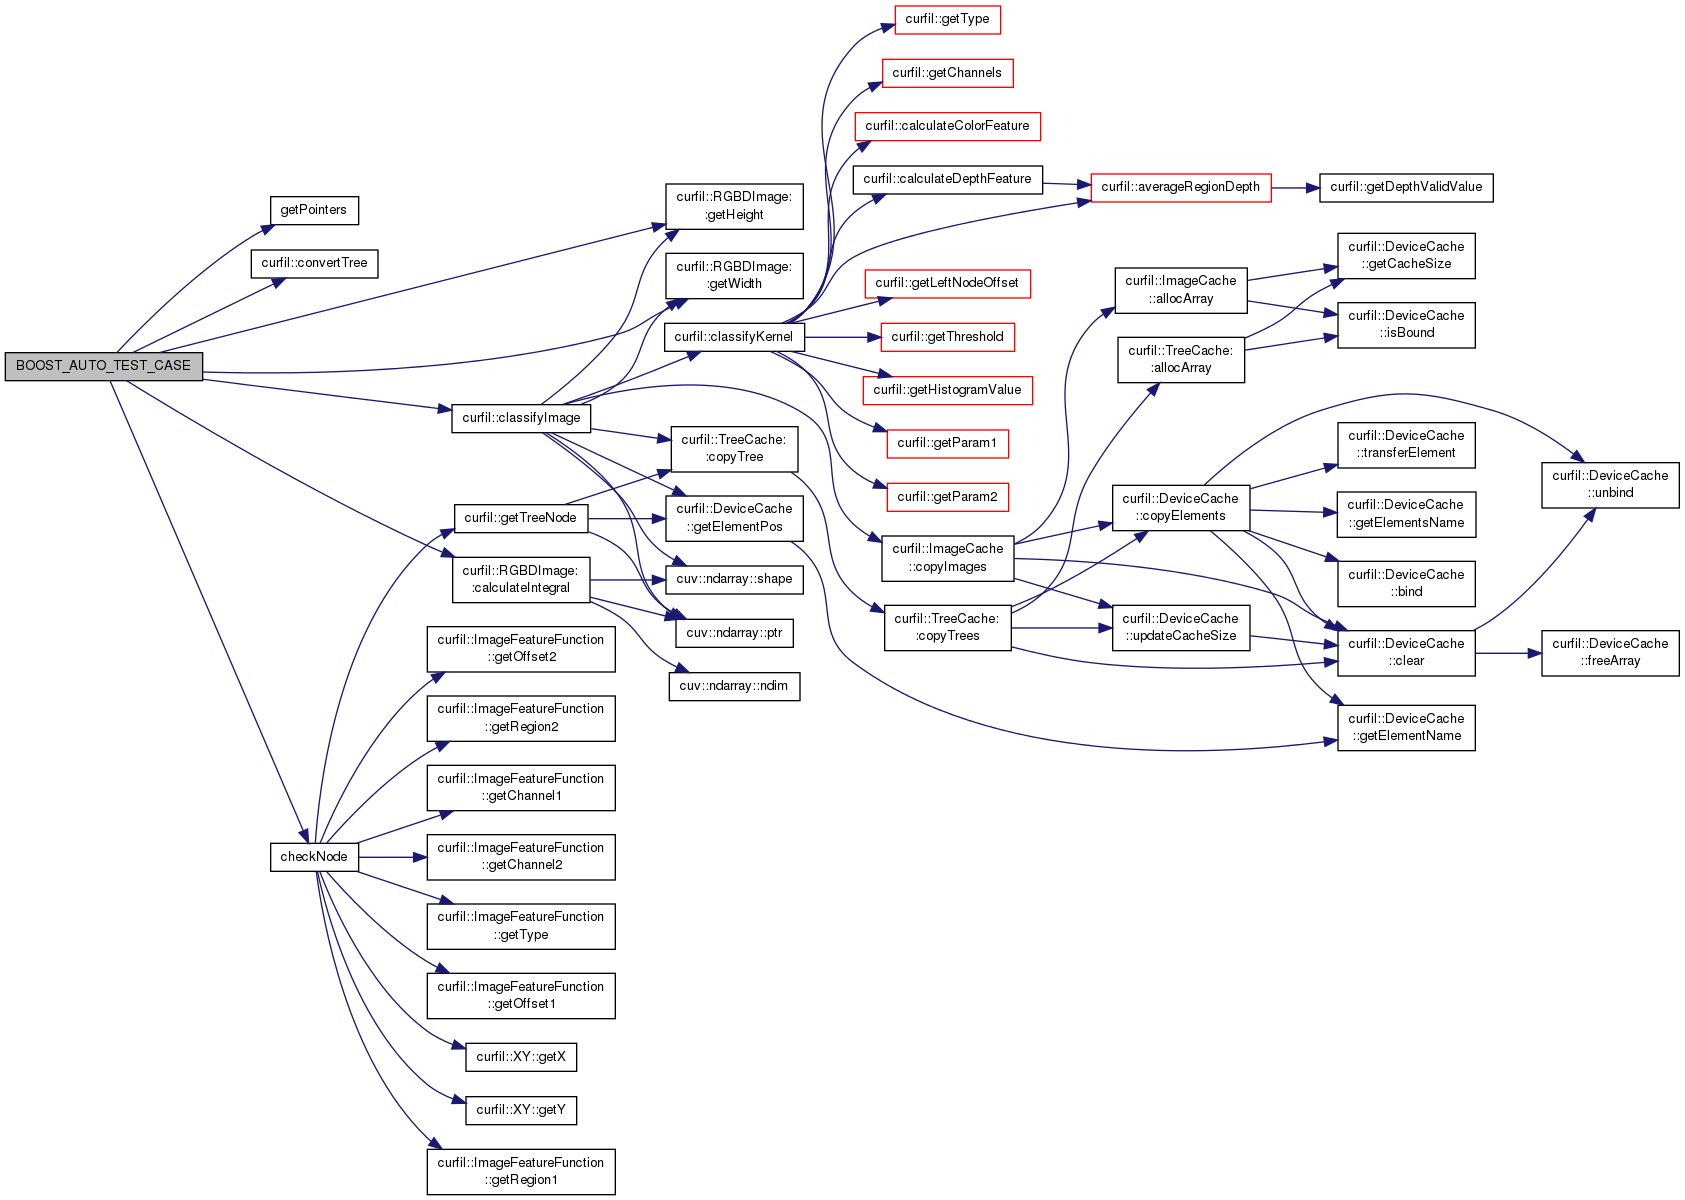 BOOST_AUTO_TEST_CASE
getPointers
curfil::convertTree
curfil::RGBDImage:
:getHeight
curfil::RGBDImage:
:getWidth
curfil::classifyImage
curfil::getTreeNode
curfil::RGBDImage:
:calculateIntegral
checkNode
curfil::ImageFeatureFunction
::getOffset2
curfil::ImageFeatureFunction
::getRegion2
curfil::ImageFeatureFunction
::getChannel1
curfil::ImageFeatureFunction
::getChannel2
curfil::ImageFeatureFunction
::getType
curfil::ImageFeatureFunction
::getOffset1
curfil::XY::getX
curfil::XY::getY
curfil::ImageFeatureFunction
::getRegion1
curfil::classifyKernel
curfil::TreeCache:
:copyTree
curfil::DeviceCache
::getElementPos
cuv::ndarray::shape
cuv::ndarray::ptr
cuv::ndarray::ndim
curfil::getType
curfil::getChannels
curfil::calculateColorFeature
curfil::calculateDepthFeature
curfil::averageRegionDepth
curfil::getDepthValidValue
curfil::getLeftNodeOffset
curfil::getThreshold
curfil::getHistogramValue
curfil::getParam1
curfil::getParam2
curfil::ImageCache
::copyImages
curfil::TreeCache:
:copyTrees
curfil::ImageCache
::allocArray
curfil::TreeCache:
:allocArray
curfil::DeviceCache
::copyElements
curfil::DeviceCache
::updateCacheSize
curfil::DeviceCache
::getCacheSize
curfil::DeviceCache
::isBound
curfil::DeviceCache
::transferElement
curfil::DeviceCache
::getElementsName
curfil::DeviceCache
::bind
curfil::DeviceCache
::clear
curfil::DeviceCache
::getElementName
curfil::DeviceCache
::unbind
curfil::DeviceCache
::freeArray